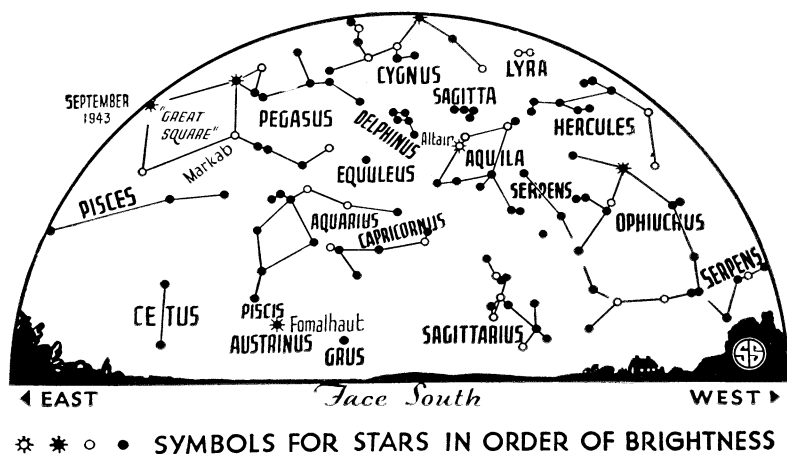 CYGNUS
LYRA
SEPTEMBER
1943
"GREAT
SQUARE"
PEGASUS
SAGITTA
DELPHINUS
HERCULES
Altair
Markab
AQUILA
EQUULEUS
PISCES
SERPENS
AQUARIUS
OPHIUCHUS
CAPRICORNUS
SERPENS
CETUS
PISCIS
AUSTRINUS
Fomalhaut
GRUS
SAGITTARIUS
SS
EAST
Face South
WEST
SYMBOLS FOR STARS IN ORDER OF BRIGHTNESS